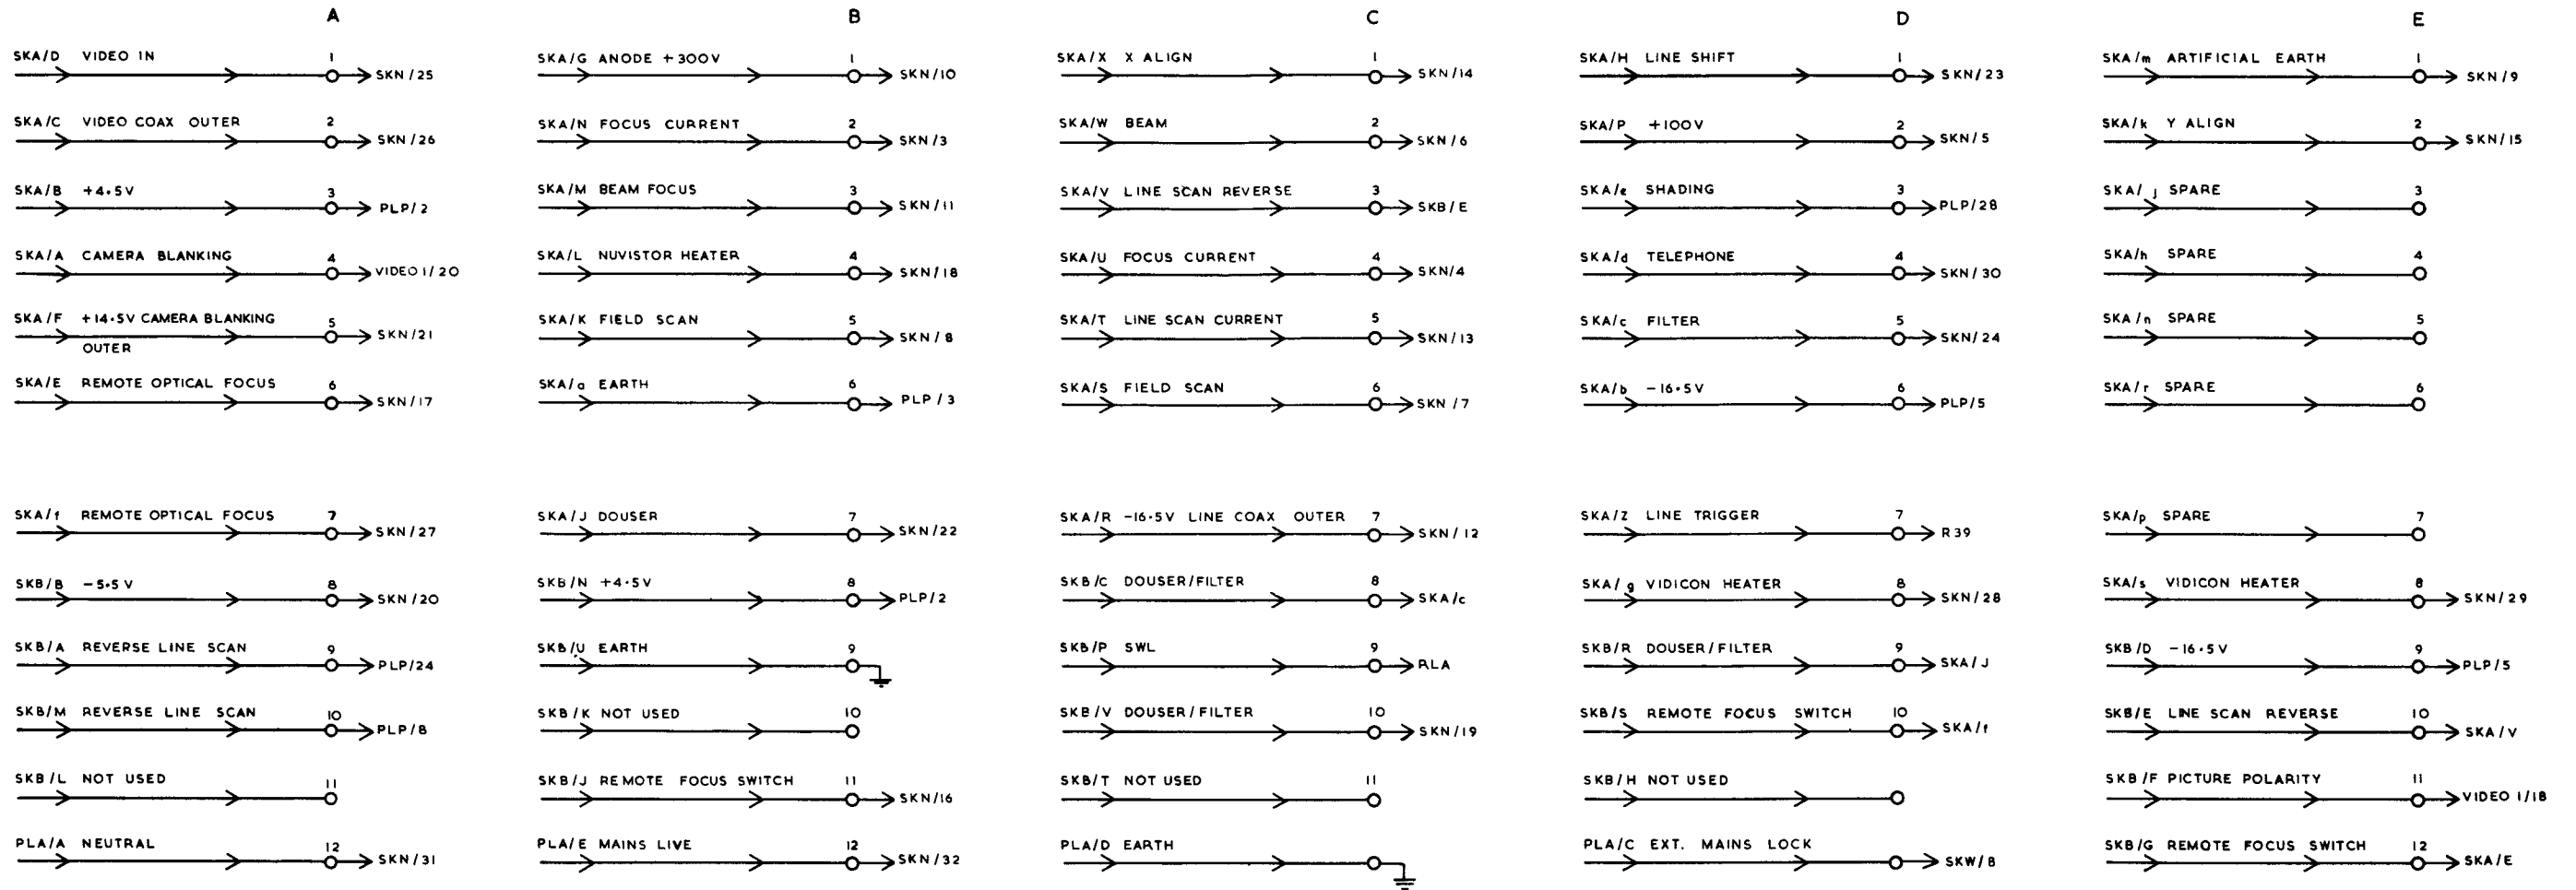 A B C D E
SKA/D VIDEO IN 1 SKN/25
SKA/G ANODE +300V 1 SKN/10
SKA/X X ALIGN 1 SKN/14
SKA/H LINE SHIFT 1 SKN/23
SKA/m ARTIFICIAL EARTH 1 SKN/9
SKA/C VIDEO COAX OUTER 2 SKN/26
SKA/N FOCUS CURRENT 2 SKN/3
SKA/W BEAM 2 SKN/6
SKA/P +100V 2 SKN/5
SKA/k Y ALIGN 2 SKN/15
SKA/B +4·5V 3 PLP/2
SKA/M BEAM FOCUS 3 SKN/11
SKA/V LINE SCAN REVERSE 3 SKB/E
SKA/e SHADING 3 PLP/28
SKA/j SPARE 3
SKA/A CAMERA BLANKING 4 VIDEO 1/20
SKA/L NUVISTOR HEATER 4 SKN/18
SKA/U FOCUS CURRENT 4 SKN/4
SKA/d TELEPHONE 4 SKN/30
SKA/h SPARE 4
SKA/F +14·5V CAMERA BLANKING 5 SKN/21
OUTER
SKA/K FIELD SCAN 5 SKN/8
SKA/T LINE SCAN CURRENT 5 SKN/13
SKA/c FILTER 5 SKN/24
SKA/n SPARE 5
SKA/E REMOTE OPTICAL FOCUS 6 SKN/17
SKA/a EARTH 6 PLP/3
SKA/S FIELD SCAN 6 SKN/7
SKA/b -16·5V 6 PLP/5
SKA/r SPARE 6
SKA/f REMOTE OPTICAL FOCUS 7 SKN/27
SKA/J DOUSER 7 SKN/22
SKA/R -16·5V LINE COAX OUTER 7 SKN/12
SKA/Z LINE TRIGGER 7 R39
SKA/p SPARE 7
SKB/B -5·5V 8 SKN/20
SKB/N +4·5V 8 PLP/2
SKB/C DOUSER/FILTER 8 SKA/c
SKA/g VIDICON HEATER 8 SKN/28
SKA/s VIDICON HEATER 8 SKN/29
SKB/A REVERSE LINE SCAN 9 PLP/24
SKB/U EARTH 9
SKB/P SWL 9 RLA
SKB/R DOUSER/FILTER 9 SKA/J
SKB/D -16·5V 9 PLP/5
SKB/M REVERSE LINE SCAN 10 PLP/8
SKB/K NOT USED 10
SKB/V DOUSER/FILTER 10 SKN/19
SKB/S REMOTE FOCUS SWITCH 10 SKA/f
SKB/E LINE SCAN REVERSE 10 SKA/V
SKB/L NOT USED 11
SKB/J REMOTE FOCUS SWITCH 11 SKN/16
SKB/T NOT USED 11
SKB/H NOT USED
SKB/F PICTURE POLARITY 11 VIDEO 1/18
PLA/A NEUTRAL 12 SKN/31
PLA/E MAINS LIVE 12 SKN/32
PLA/D EARTH
PLA/C EXT. MAINS LOCK SKW/8
SKB/G REMOTE FOCUS SWITCH 12 SKA/E